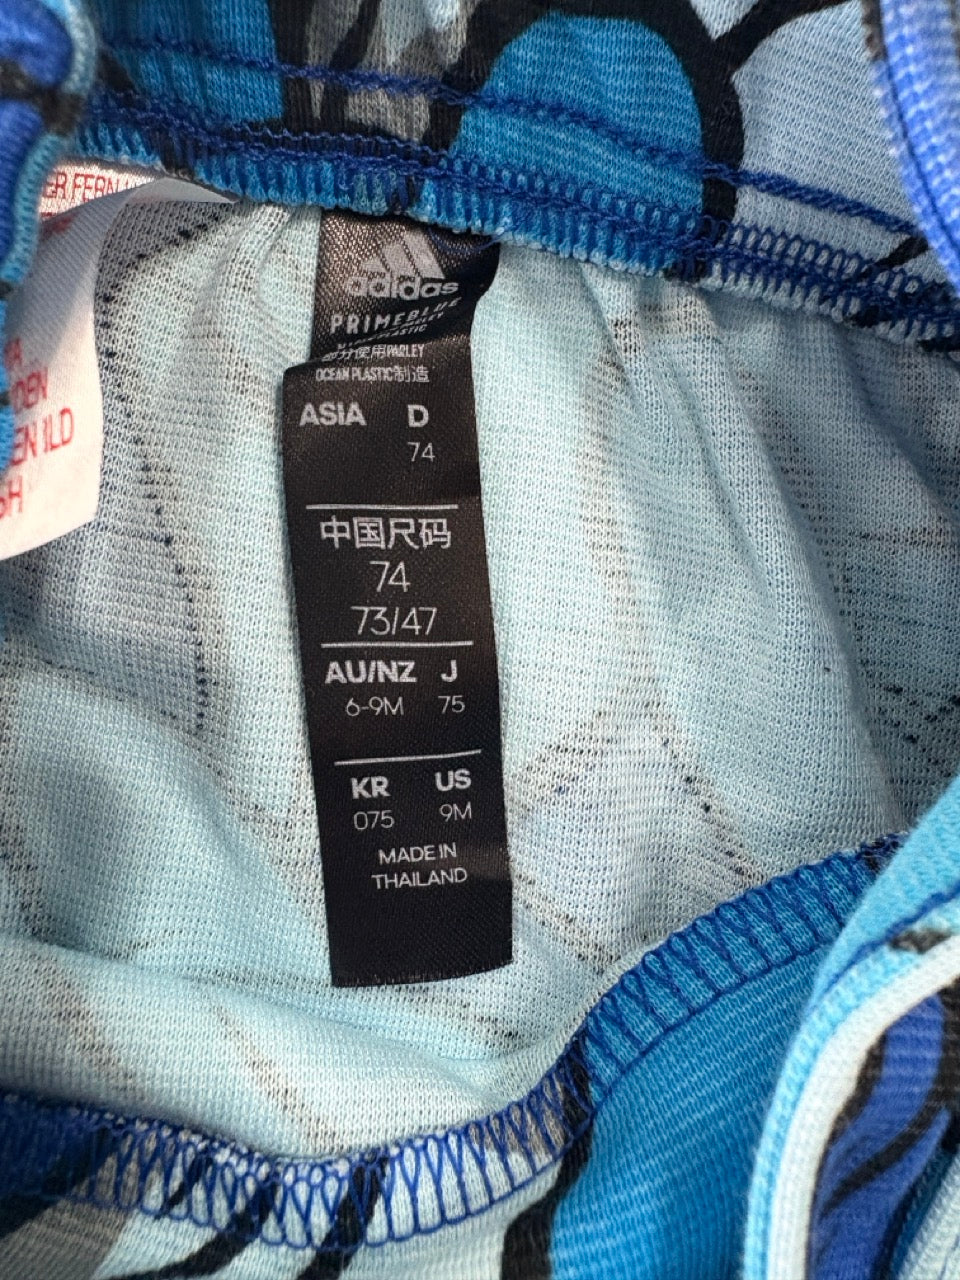 adidas
PRIMEBLUE
部分使用PARLEY
OCEAN PLASTIC制造
ASIA D
74
中国尺码
74
73/47
AU/NZ J
6-9M 75
KR US
075 9M
MADE IN
THAILAND